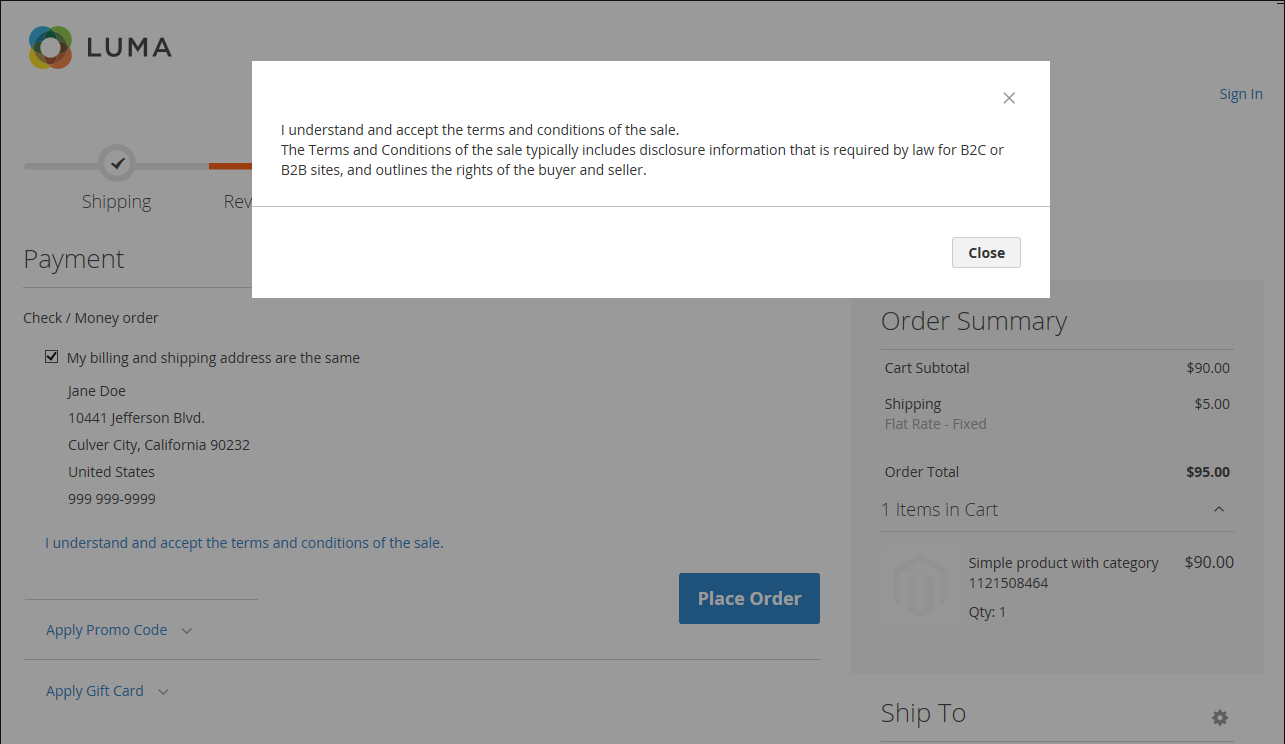 LUMA
Sign In
I understand and accept the terms and conditions of the sale.
The Terms and Conditions of the sale typically includes disclosure information that is required by law for B2C or
B2B sites, and outlines the rights of the buyer and seller.
Close
Shipping
Rev
Payment
Check / Money order
My billing and shipping address are the same
Jane Doe
10441 Jefferson Blvd.
Culver City, California 90232
United States
999 999-9999
I understand and accept the terms and conditions of the sale.
Place Order
Apply Promo Code
Apply Gift Card
Order Summary
Cart Subtotal $90.00
Shipping $5.00
Flat Rate - Fixed
Order Total $95.00
1 Items in Cart
Simple product with category $90.00
1121508464
Qty: 1
Ship To